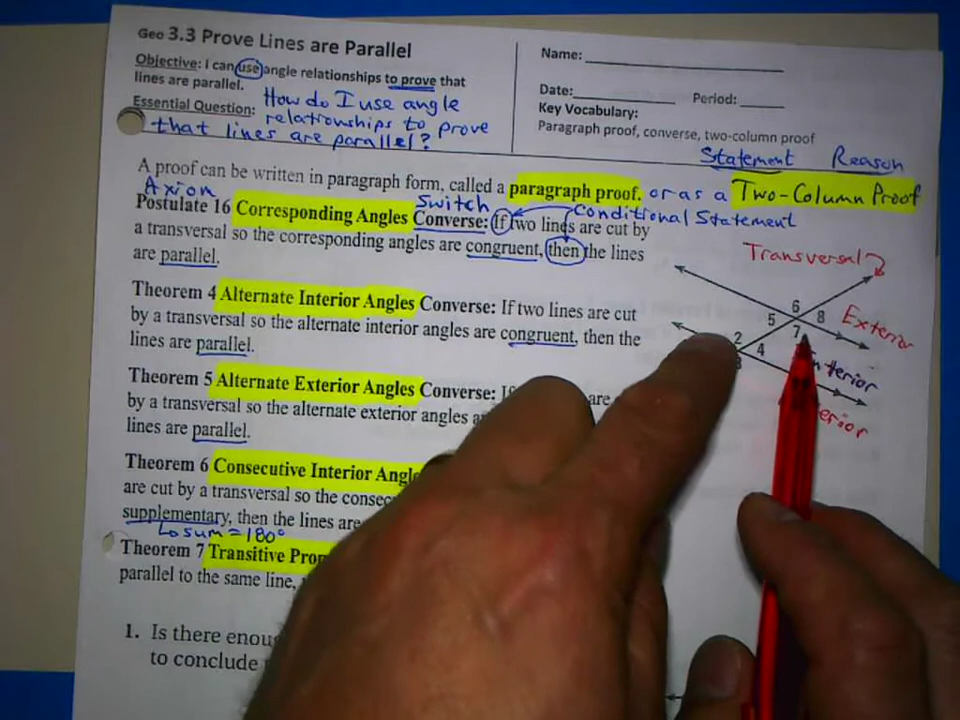 Geo 3.3 Prove Lines are Parallel
Objective: I can use angle relationships to prove that
lines are parallel.
Essential Question: How do I use angle
relationships to prove
that lines are parallel?
Name:
Date: Period:
Key Vocabulary:
Paragraph proof, converse, two-column proof
Statement Reason
A proof can be written in paragraph form, called a paragraph proof. or as a Two-Column Proof
Axion Switch Conditional Statement
Postulate 16 Corresponding Angles Converse: If two lines are cut by
a transversal so the corresponding angles are congruent, then the lines
are parallel.
Transversal
Theorem 4 Alternate Interior Angles Converse: If two lines are cut
by a transversal so the alternate interior angles are congruent, then the
lines are parallel.
6
5 8
7
2
4
Exterior
Interior
Theorem 5 Alternate Exterior Angles Converse: are
by a transversal so the alternate exterior angles
lines are parallel.
Theorem 6 Consecutive Interior
are cut by a transversal so the
supplementary, then the lines are
sum = 180°
Theorem 7 Transitive
parallel to the same line,
1. Is there
to conclude